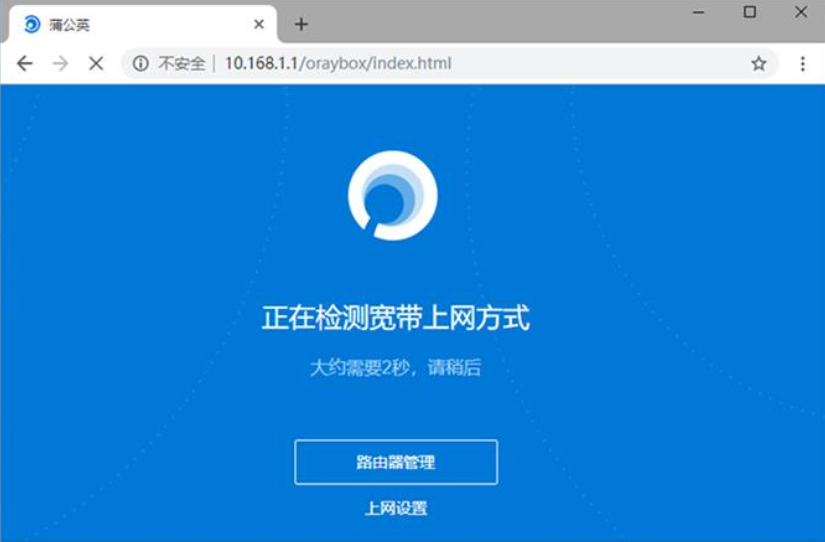 蒲公英
不安全 10.168.1.1/oraybox/index.html
正在检测宽带上网方式
大约需要2秒，请稍后
路由器管理
上网设置